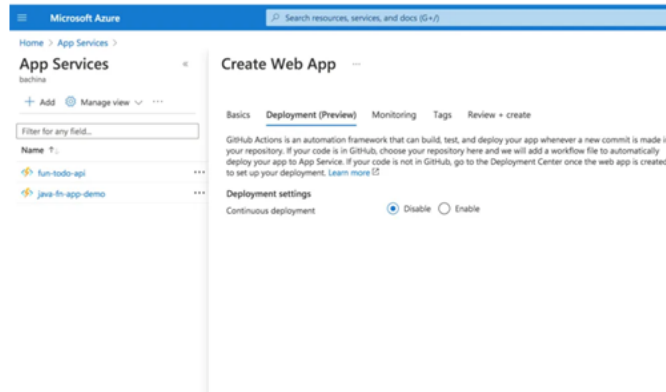 Microsoft Azure
Search resources, services, and docs (G+/)
Home > App Services >
App Services
bachina
+ Add Manage view ...
Filter for any field...
Name ↑↓
fun-todo-api ...
java-fn-app-demo ...
Create Web App ...
Basics Deployment (Preview) Monitoring Tags Review + create
GitHub Actions is an automation framework that can build, test, and deploy your app whenever a new commit is made i
your repository. If your code is in GitHub, choose your repository here and we will add a workflow file to automatically
deploy your app to App Service. If your code is not in GitHub, go to the Deployment Center once the web app is created
to set up your deployment. Learn more
Deployment settings
Continuous deployment Disable Enable